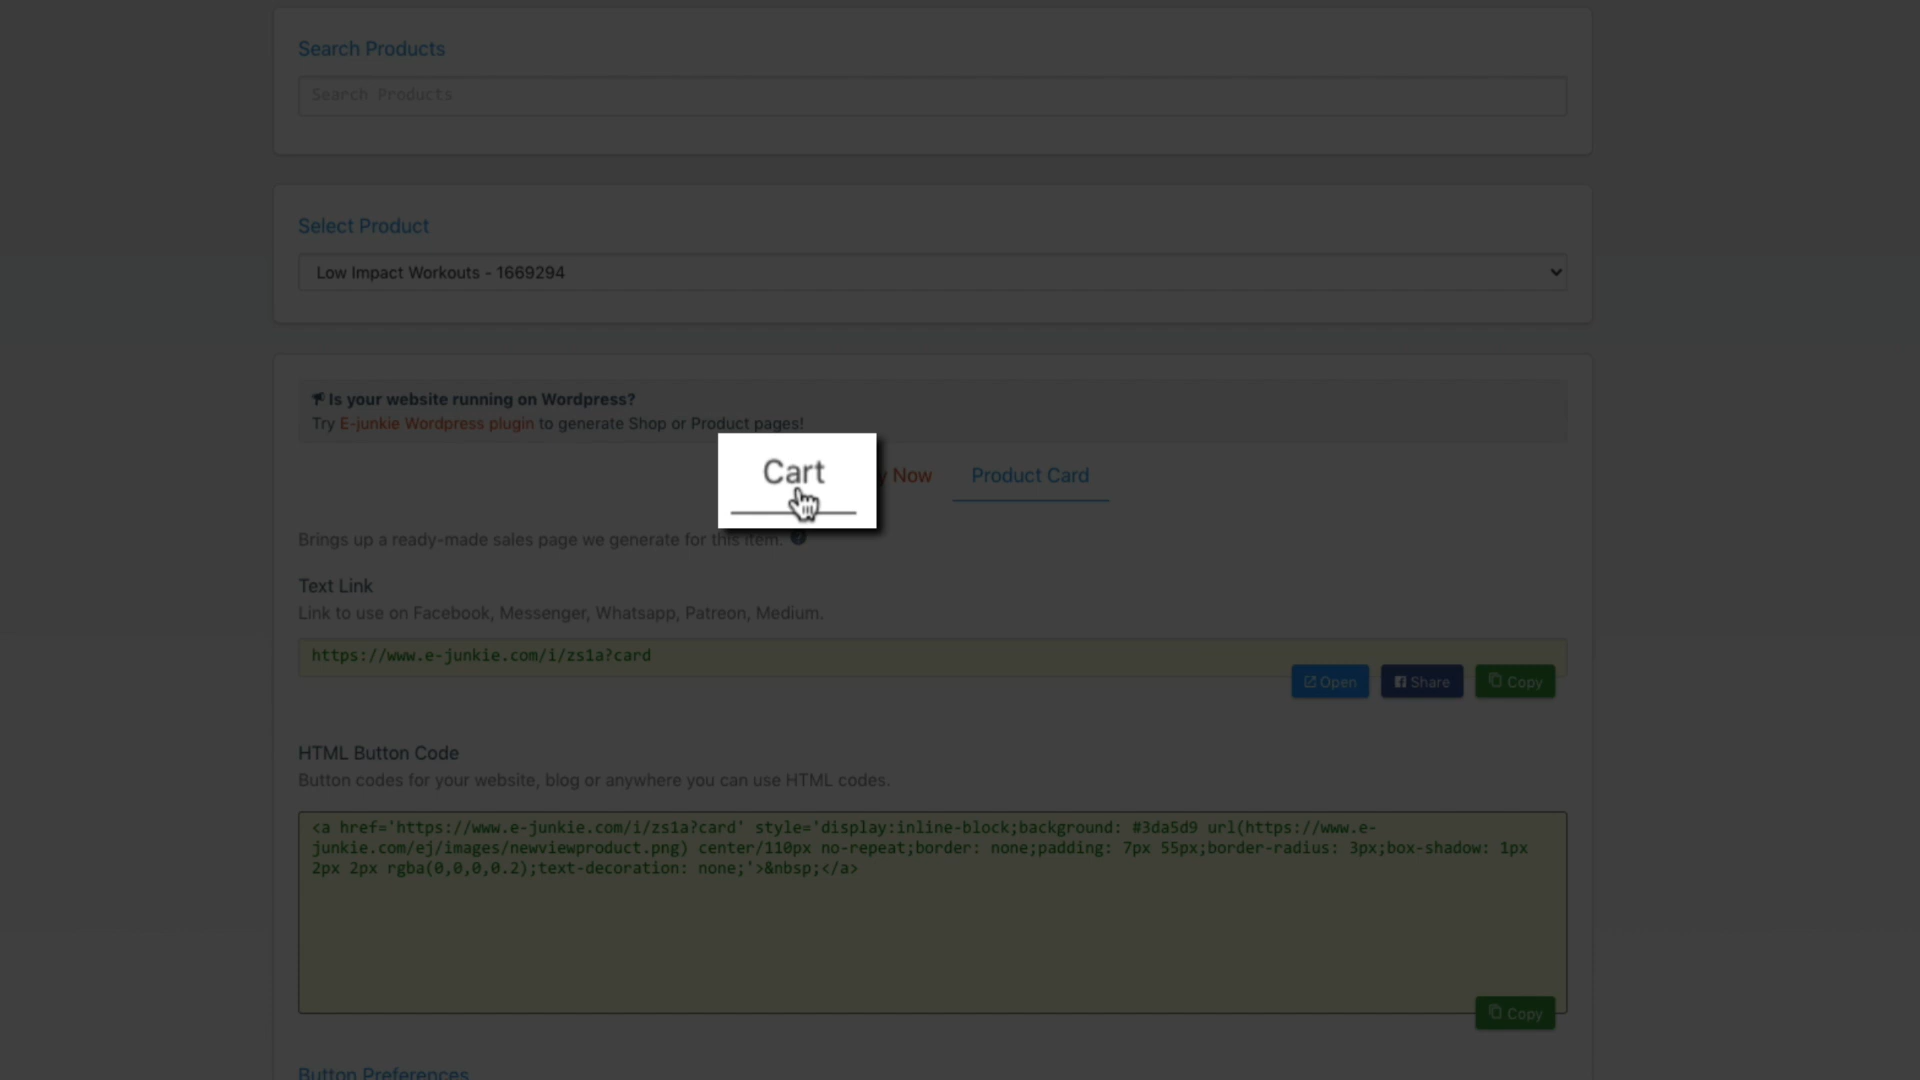 Search Products
Search Products
Select Product
Low Impact Workouts - 1669294
Is your website running on Wordpress?
Try E-junkie Wordpress plugin to generate Shop or Product pages!
Cart
y Now
Product Card
Brings up a ready-made sales page we generate for this item.
Text Link
Link to use on Facebook, Messenger, Whatsapp, Patreon, Medium.
https://www.e-junkie.com/i/zs1a?card
Open
Share
Copy
HTML Button Code
Button codes for your website, blog or anywhere you can use HTML codes.
<a href='https://www.e-junkie.com/i/zs1a?card' style='display:inline-block;background: #3da5d9 url(https://www.e-
junkie.com/ej/images/newviewproduct.png) center/110px no-repeat;border: none;padding: 7px 55px;border-radius: 3px;box-shadow: 1px
2px 2px rgba(0,0,0,0.2);text-decoration: none;'>&nbsp;</a>
Copy
Button Preferences